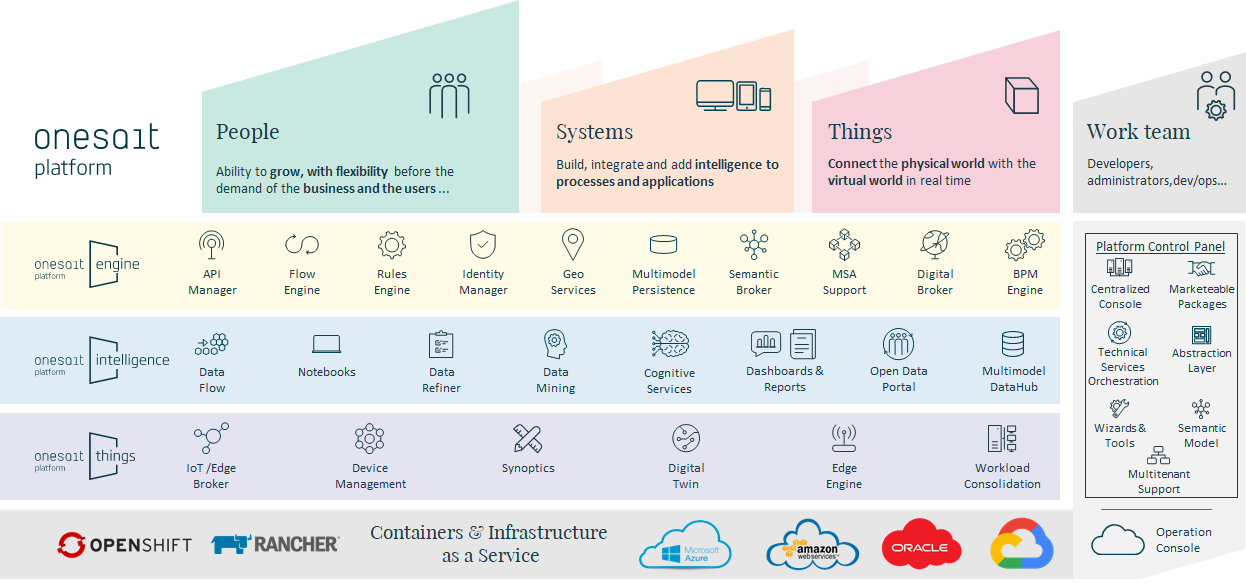 onesait
platform
People
Ability to grow, with flexibility before the
demand of the business and the users ...
Systems
Build, integrate and add intelligence to
processes and applications
Things
Connect the physical world with the
virtual world in real time
Work team
Developers,
administrators,dev/ops...
onesait
platform
engine
API
Manager
Flow
Engine
Rules
Engine
Identity
Manager
Geo
Services
Multimodel
Persistence
Semantic
Broker
MSA
Support
Digital
Broker
BPM
Engine
onesait
platform
intelligence
Data
Flow
Notebooks
Data
Refiner
Data
Mining
Cognitive
Services
Dashboards &
Reports
Open Data
Portal
Multimodel
DataHub
onesait
platform
things
IoT /Edge
Broker
Device
Management
Synoptics
Digital
Twin
Edge
Engine
Workload
Consolidation
Platform Control Panel
Centralized
Console
Marketeable
Packages
Technical
Services
Orchestration
Abstraction
Layer
Wizards &
Tools
Semantic
Model
Multitenant
Support
Operation
Console
OPENSHIFT
RANCHER
Containers & Infrastructure
as a Service
Microsoft
Azure
amazon
webservices™
ORACLE